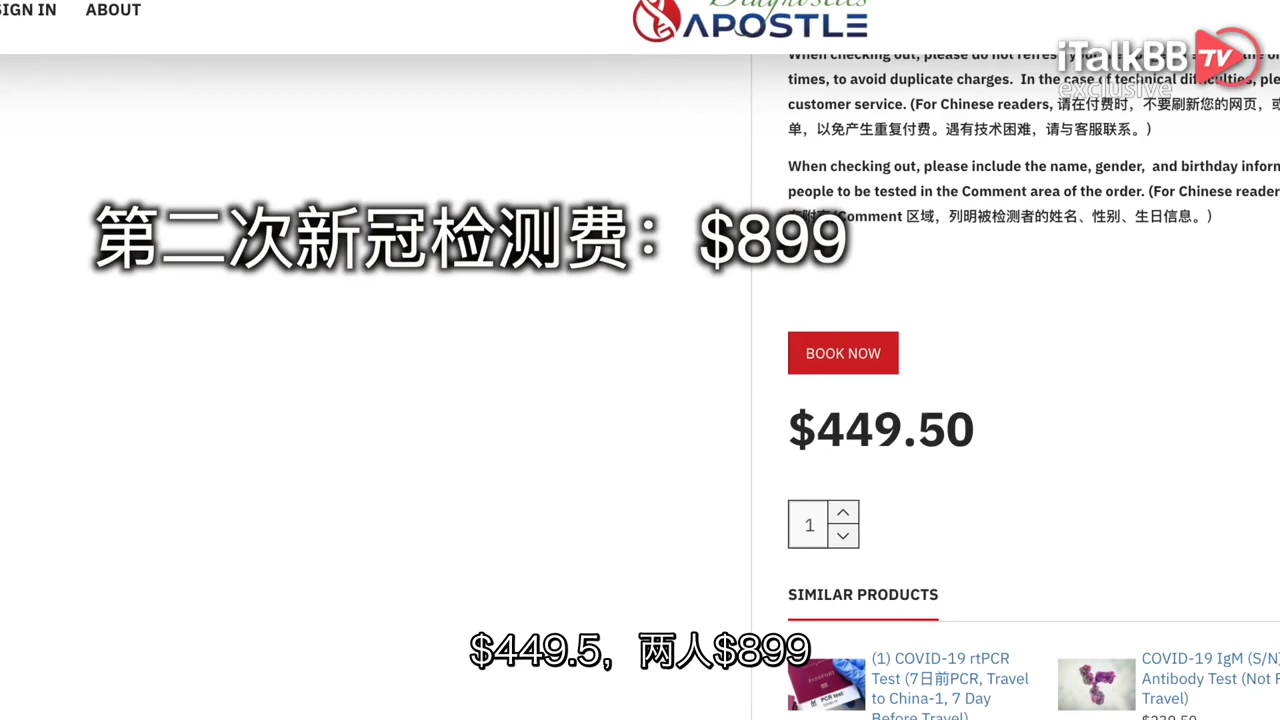 SIGN IN ABOUT
Diagnostics
APOSTLE
iTalkBB TV
exclusive
times, to avoid duplicate charges. In the case of technical difficulties, ple
customer service. (For Chinese readers, 请在付费时，不要刷新您的网页，或
单，以免产生重复付费。遇有技术困难，请与客服联系。)
When checking out, please include the name, gender, and birthday inform
people to be tested in the Comment area of the order. (For Chinese reader
Comment 区域，列明被检测者的姓名、性别、生日信息。)
第二次新冠检测费：$899
BOOK NOW
$449.50
1
SIMILAR PRODUCTS
(1) COVID-19 rtPCR
Test (7日前PCR, Travel
to China-1, 7 Day
Before Travel)
COVID-19 IgM (S/N)
Antibody Test (Not F
Travel)
$239.50
$449.5，两人$899